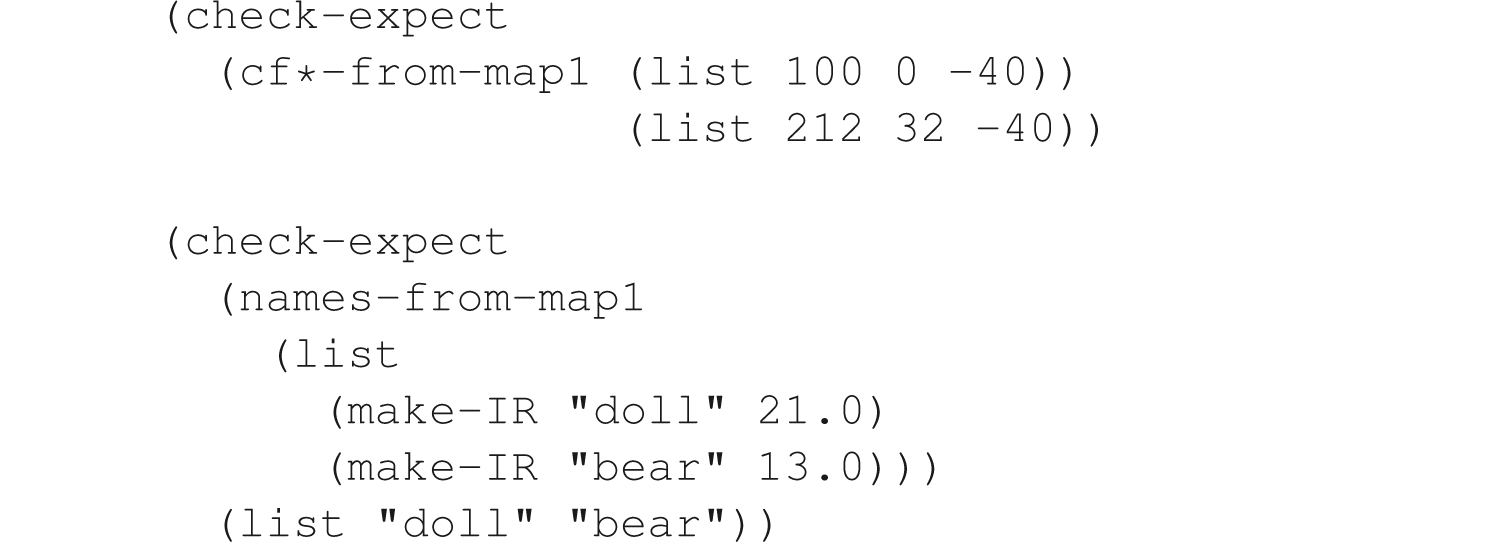 (check-expect
  (cf*-from-map1 (list 100 0 -40))
                 (list 212 32 -40))

(check-expect
  (names-from-map1
    (list
      (make-IR "doll" 21.0)
      (make-IR "bear" 13.0)))
  (list "doll" "bear"))